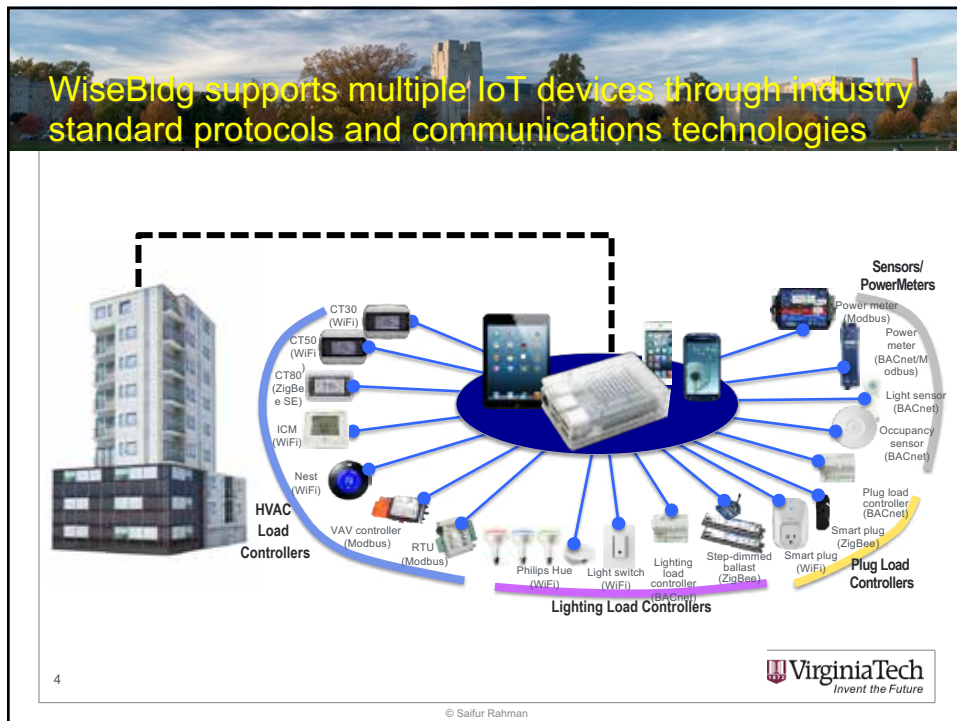 WiseBldg supports multiple IoT devices through industry
standard protocols and communications technologies
CT30
(WiFi)
CT50
(WiFi
)
CT80
(ZigBe
e SE)
ICM
(WiFi)
Nest
(WiFi)
HVAC
Load
Controllers
VAV controller
(Modbus)
RTU
(Modbus)
Philips Hue
(WiFi)
Light switch
(WiFi)
Lighting
load
controller
(BACnet)
Step-dimmed
ballast
(ZigBee)
Lighting Load Controllers
Smart plug
(WiFi)
Smart plug
(ZigBee)
Plug load
controller
(BACnet)
Plug Load
Controllers
Sensors/
PowerMeters
Power meter
(Modbus)
Power
meter
(BACnet/M
odbus)
Light sensor
(BACnet)
Occupancy
sensor
(BACnet)
4
1872
VirginiaTech
Invent the Future
© Saifur Rahman